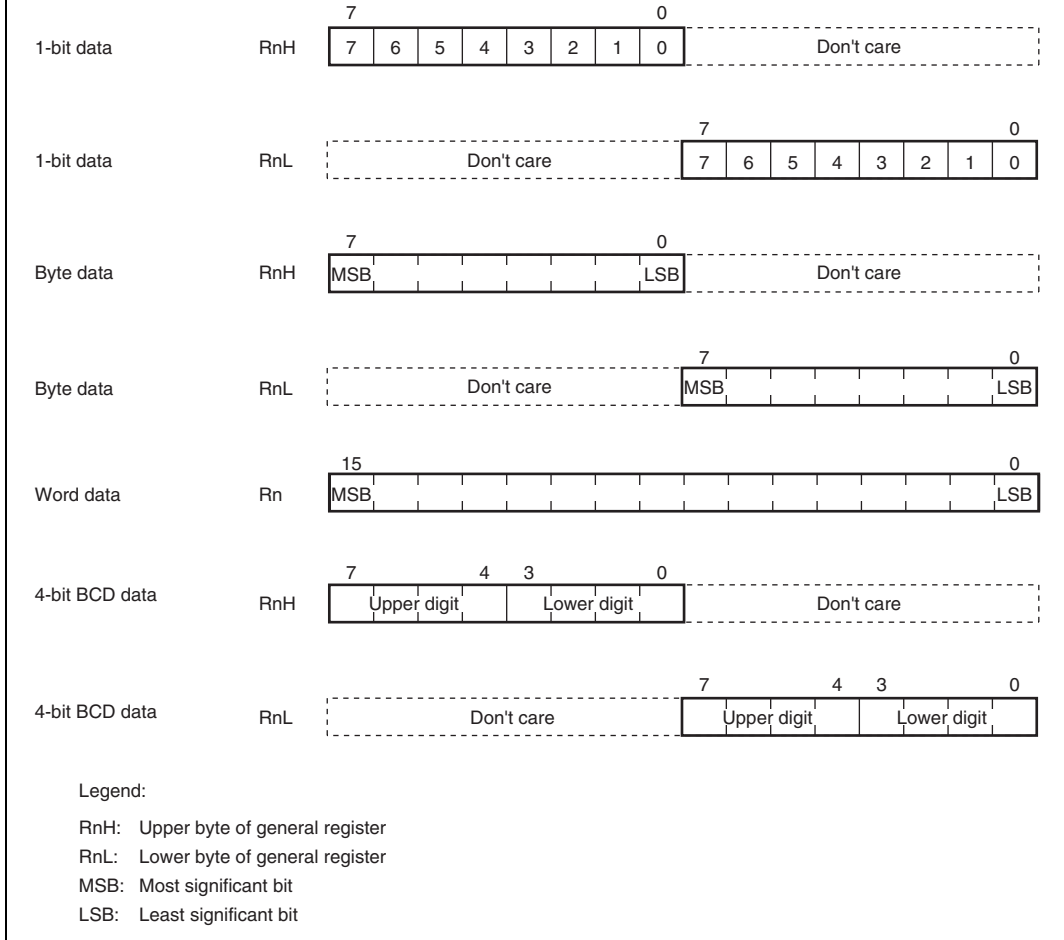 7 0
1-bit data RnH 7 6 5 4 3 2 1 0 Don't care
7 0
1-bit data RnL Don't care 7 6 5 4 3 2 1 0
7 0
Byte data RnH MSB LSB Don't care
7 0
Byte data RnL Don't care MSB LSB
15 0
Word data Rn MSB LSB
7 4 3 0
4-bit BCD data RnH Upper digit Lower digit Don't care
7 4 3 0
4-bit BCD data RnL Don't care Upper digit Lower digit
Legend:
RnH: Upper byte of general register
RnL: Lower byte of general register
MSB: Most significant bit
LSB: Least significant bit